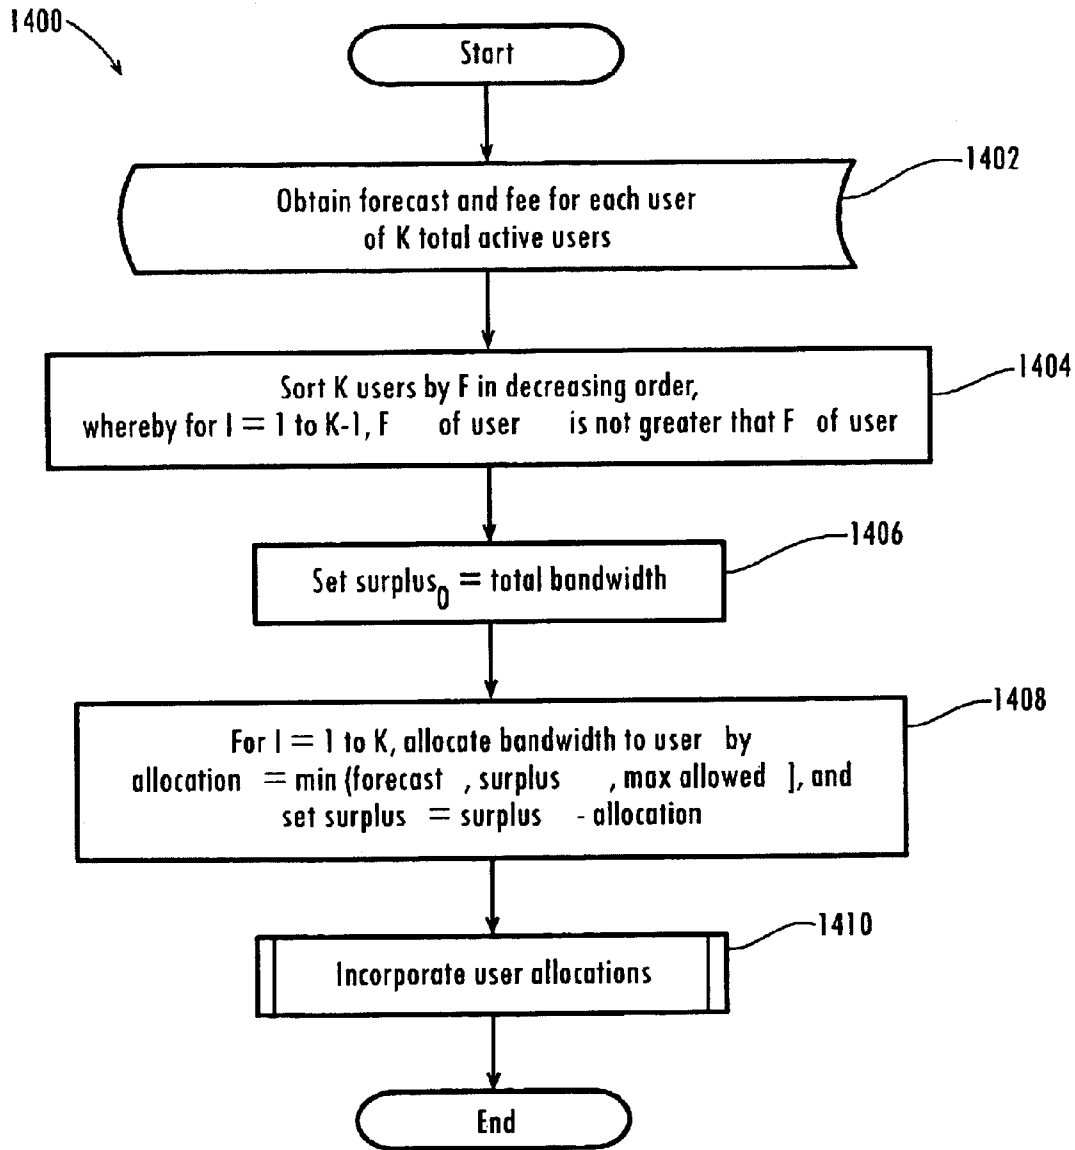 1400
Start
1402
Obtain forecast and fee for each user
of K total active users
1404
Sort K users by F in decreasing order,
whereby for I = 1 to K-1, F of user is not greater that F of user
1406
Set surplus0 = total bandwidth
1408
For I = 1 to K, allocate bandwidth to user by
allocation = min (forecast , surplus , max allowed ], and
set surplus = surplus - allocation
1410
Incorporate user allocations
End